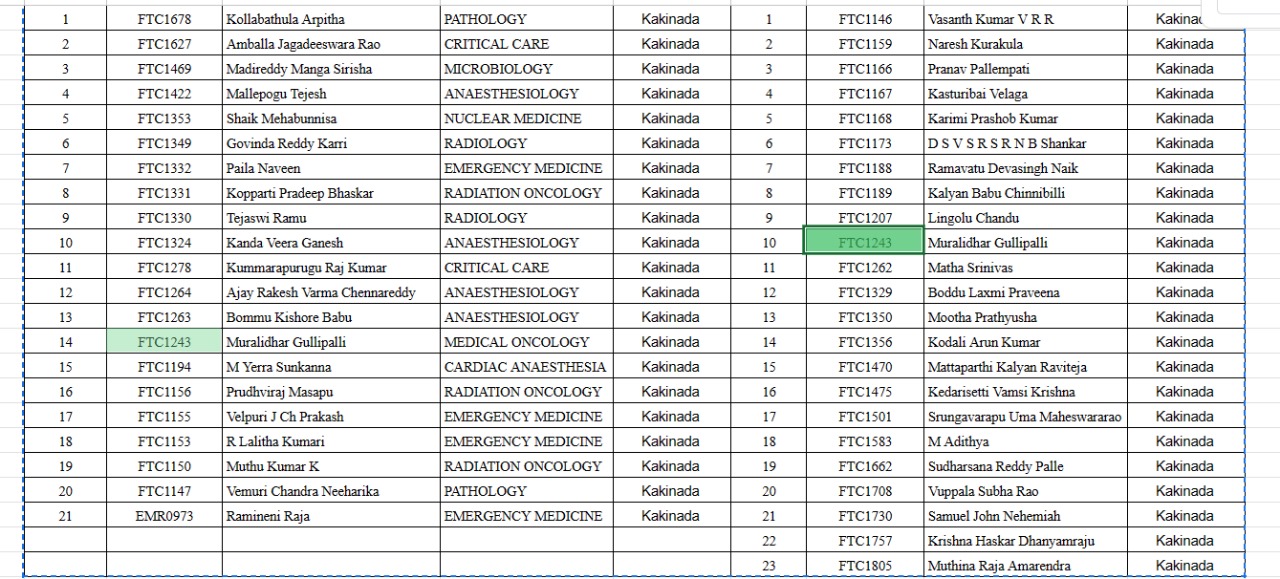 1 FTC1678 Kollabathula Arpitha PATHOLOGY Kakinada 1 FTC1146 Vasanth Kumar V R R
2 FTC1627 Amballa Jagadeeswara Rao CRITICAL CARE Kakinada 2 FTC1159 Naresh Kurakula Kakinada
3 FTC1469 Madireddy Manga Sirisha MICROBIOLOGY Kakinada 3 FTC1166 Pranav Pallempati Kakinada
4 FTC1422 Mallepogu Tejesh ANAESTHESIOLOGY Kakinada 4 FTC1167 Kasturibai Velaga Kakinada
5 FTC1353 Shaik Mehabunnisa NUCLEAR MEDICINE Kakinada 5 FTC1168 Karimi Prashob Kumar Kakinada
6 FTC1349 Govinda Reddy Karri RADIOLOGY Kakinada 6 FTC1173 D S V S R S R N B Shankar Kakinada
7 FTC1332 Paila Naveen EMERGENCY MEDICINE Kakinada 7 FTC1188 Ramavatu Devasingh Naik Kakinada
8 FTC1331 Kopparti Pradeep Bhaskar RADIATION ONCOLOGY Kakinada 8 FTC1189 Kalyan Babu Chinnibilli Kakinada
9 FTC1330 Tejaswi Ramu RADIOLOGY Kakinada 9 FTC1207 Lingolu Chandu Kakinada
10 FTC1324 Kanda Veera Ganesh ANAESTHESIOLOGY Kakinada 10 FTC1243 Muralidhar Gullipalli Kakinada
11 FTC1278 Kummarapurugu Raj Kumar CRITICAL CARE Kakinada 11 FTC1262 Matha Srinivas Kakinada
12 FTC1264 Ajay Rakesh Varma Chennareddy ANAESTHESIOLOGY Kakinada 12 FTC1329 Boddu Laxmi Praveena Kakinada
13 FTC1263 Bommu Kishore Babu ANAESTHESIOLOGY Kakinada 13 FTC1350 Mootha Prathyusha Kakinada
14 FTC1243 Muralidhar Gullipalli MEDICAL ONCOLOGY Kakinada 14 FTC1356 Kodali Arun Kumar Kakinada
15 FTC1194 M Yerra Sunkanna CARDIAC ANAESTHESIA Kakinada 15 FTC1470 Mattaparthi Kalyan Raviteja Kakinada
16 FTC1156 Prudhviraj Masapu RADIATION ONCOLOGY Kakinada 16 FTC1475 Kedarisetti Vamsi Krishna Kakinada
17 FTC1155 Velpuri J Ch Prakash EMERGENCY MEDICINE Kakinada 17 FTC1501 Srungavarapu Uma Maheswararao Kakinada
18 FTC1153 R Lalitha Kumari EMERGENCY MEDICINE Kakinada 18 FTC1583 M Adithya Kakinada
19 FTC1150 Muthu Kumar K RADIATION ONCOLOGY Kakinada 19 FTC1662 Sudharsana Reddy Palle Kakinada
20 FTC1147 Vemuri Chandra Neeharika PATHOLOGY Kakinada 20 FTC1708 Vuppala Subha Rao Kakinada
21 EMR0973 Ramineni Raja EMERGENCY MEDICINE Kakinada 21 FTC1730 Samuel John Nehemiah Kakinada
22 FTC1757 Krishna Haskar Dhanyamraju Kakinada
23 FTC1805 Muthina Raja Amarendra Kakinada